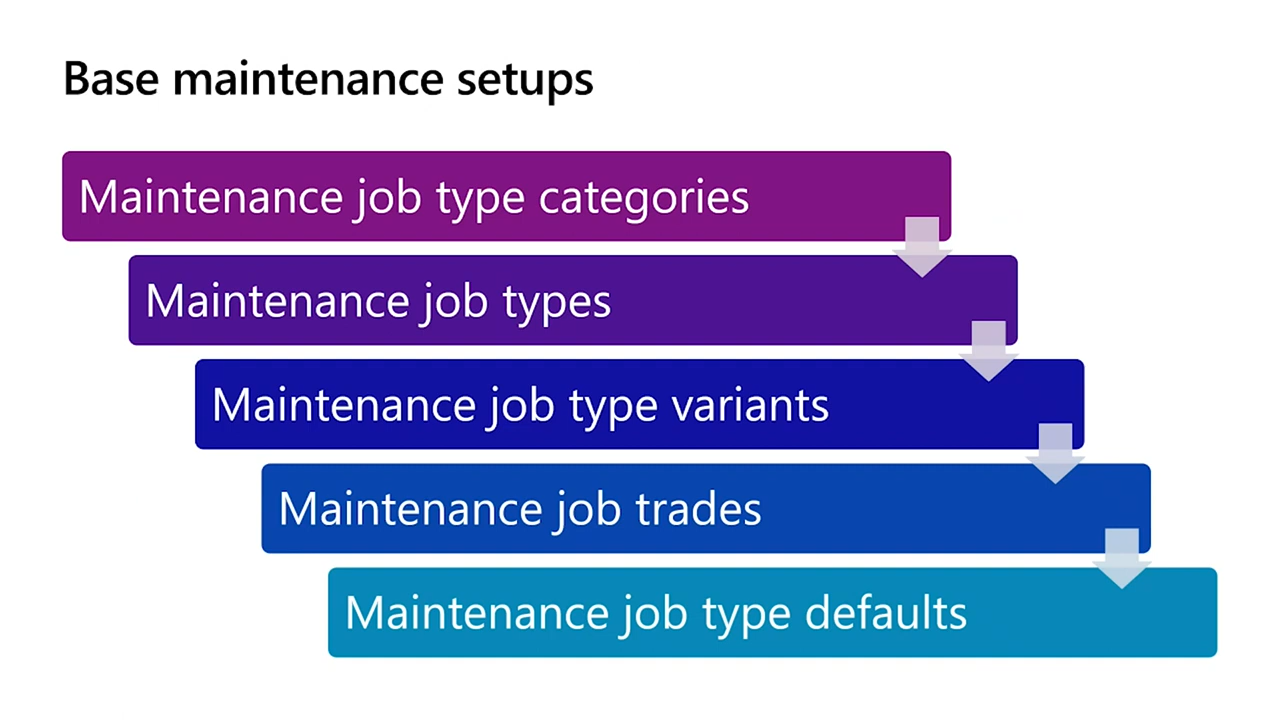 Base maintenance setups
Maintenance job type categories
Maintenance job types
Maintenance job type variants
Maintenance job trades
Maintenance job type defaults